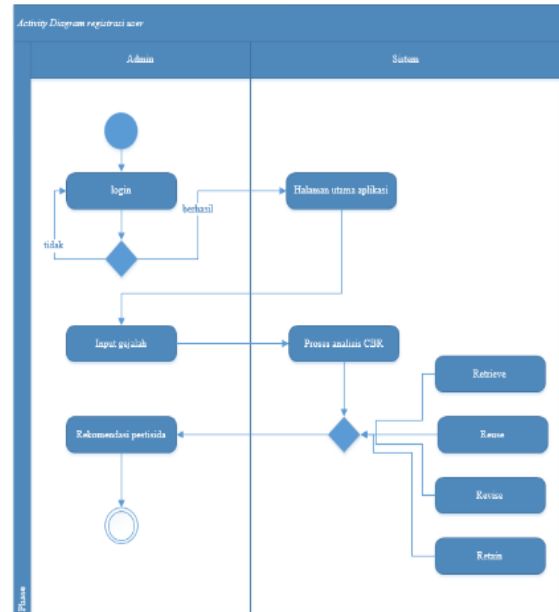 Activity Diagram registrasi user
Admin
Sistem
login
Halaman utama aplikasi
berhasil
tidak
Input gejalah
Proses analisis CBR
Retrieve
Rekomendasi pestisida
Reuse
Revise
Retain
Phase